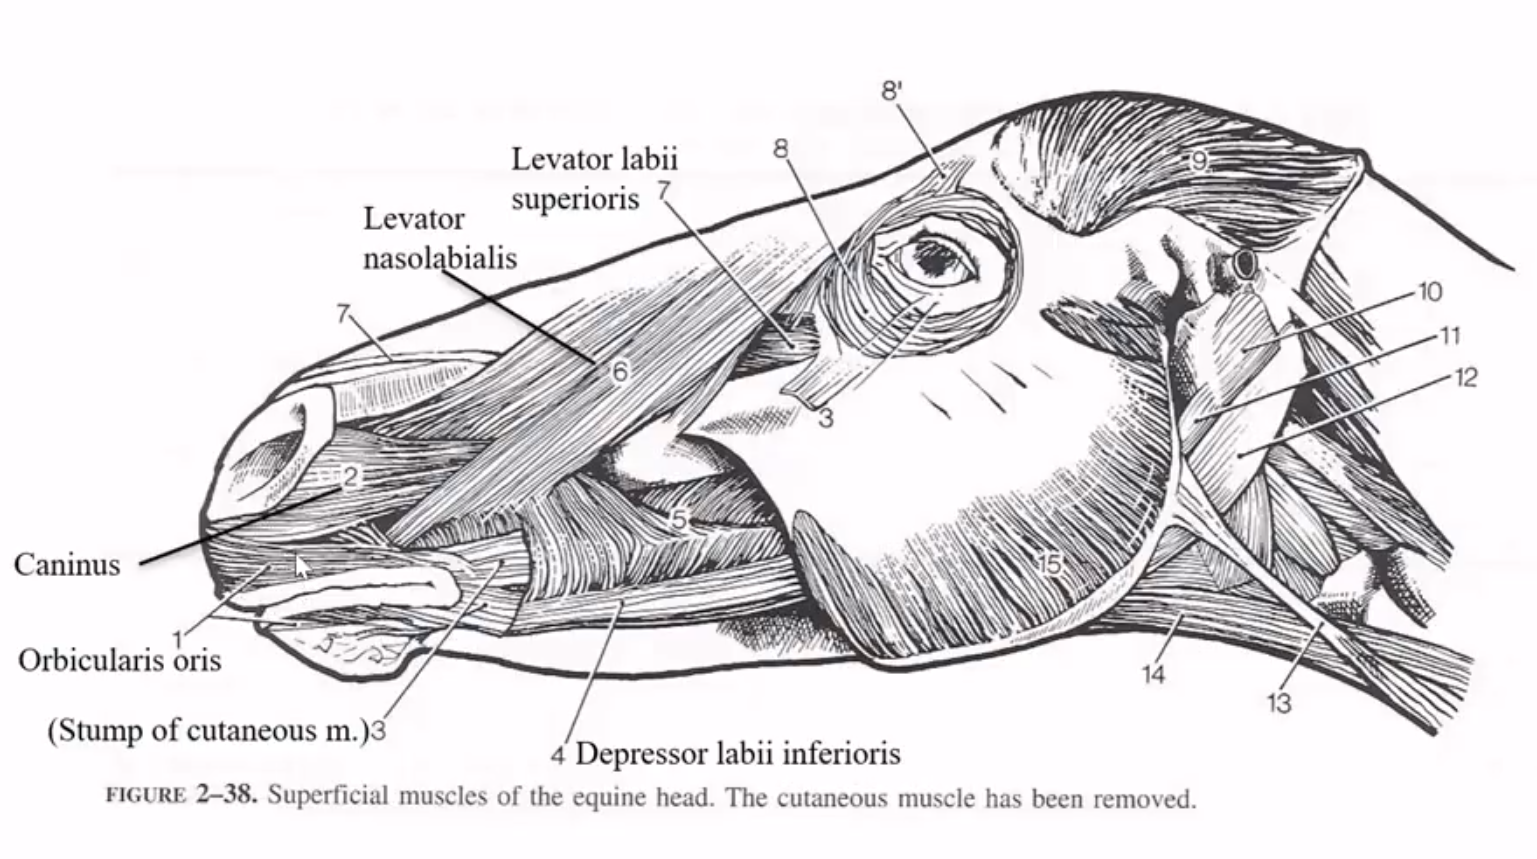 8'
8
9
Levator labii
superioris 7
Levator
nasolabialis
7
10
11
12
6
3
2
5
Caninus
15
1
Orbicularis oris
14
13
(Stump of cutaneous m.)3
4 Depressor labii inferioris
FIGURE 2–38. Superficial muscles of the equine head. The cutaneous muscle has been removed.